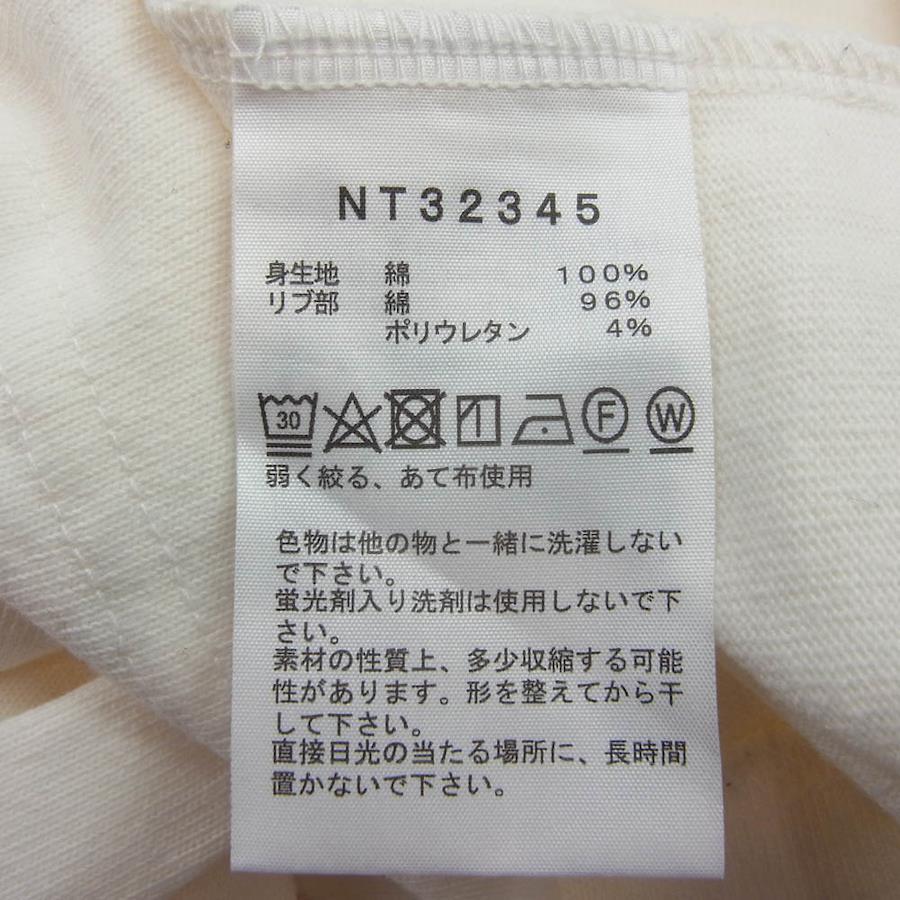 NT32345
身生地 綿 100%
リブ部 綿 96%
ポリウレタン 4%
30 F W
弱く絞る、あて布使用
色物は他の物と一緒に洗濯しない
で下さい。
蛍光剤入り洗剤は使用しないで下
さい。
素材の性質上、多少収縮する可能
性があります。形を整えてから干
して下さい。
直接日光の当たる場所に、長時間
置かないで下さい。